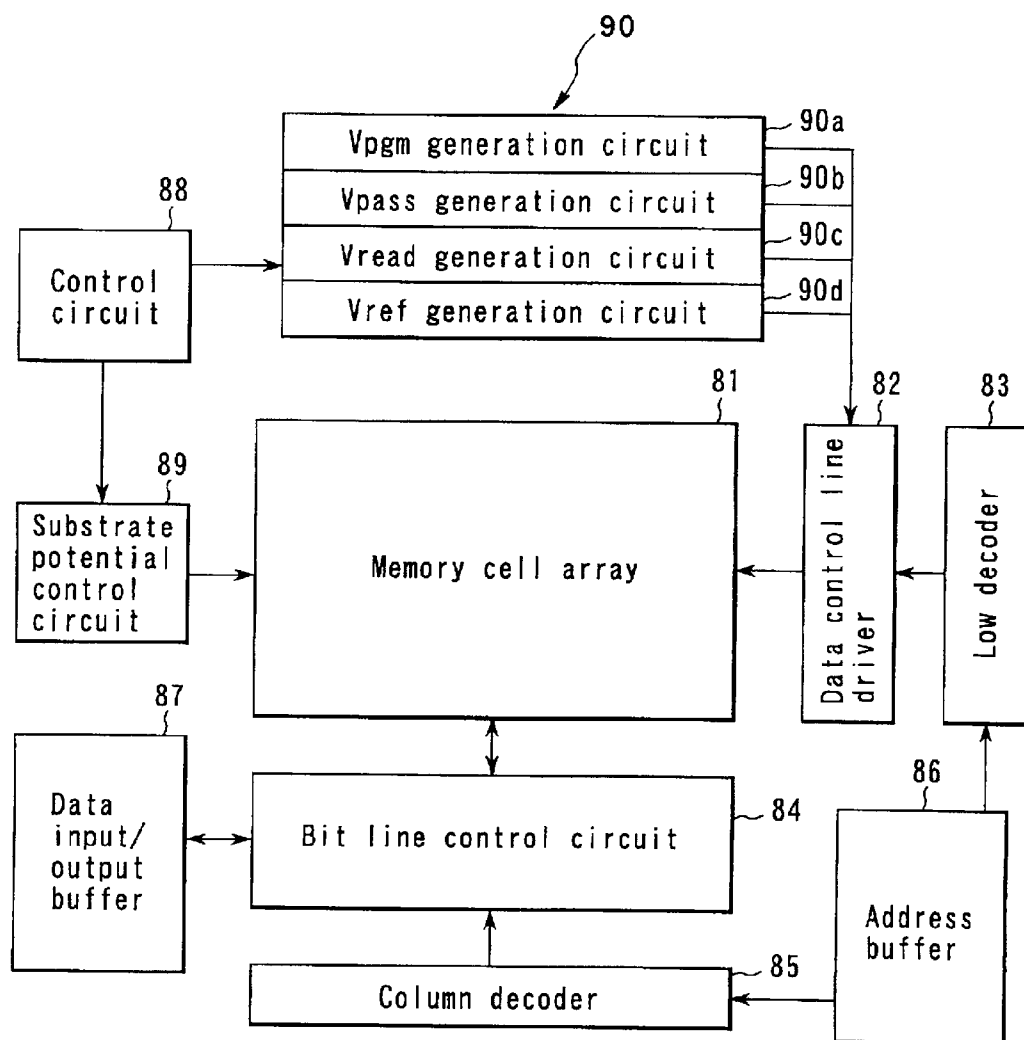 90
Vpgm generation circuit
90a
Vpass generation circuit
90b
Vread generation circuit
90c
Vref generation circuit
90d
88
Control
circuit
81
Memory cell array
82
Data control line
driver
83
Low decoder
89
Substrate
potential
control
circuit
87
Data
input/
output
buffer
84
Bit line control circuit
86
Address
buffer
85
Column decoder